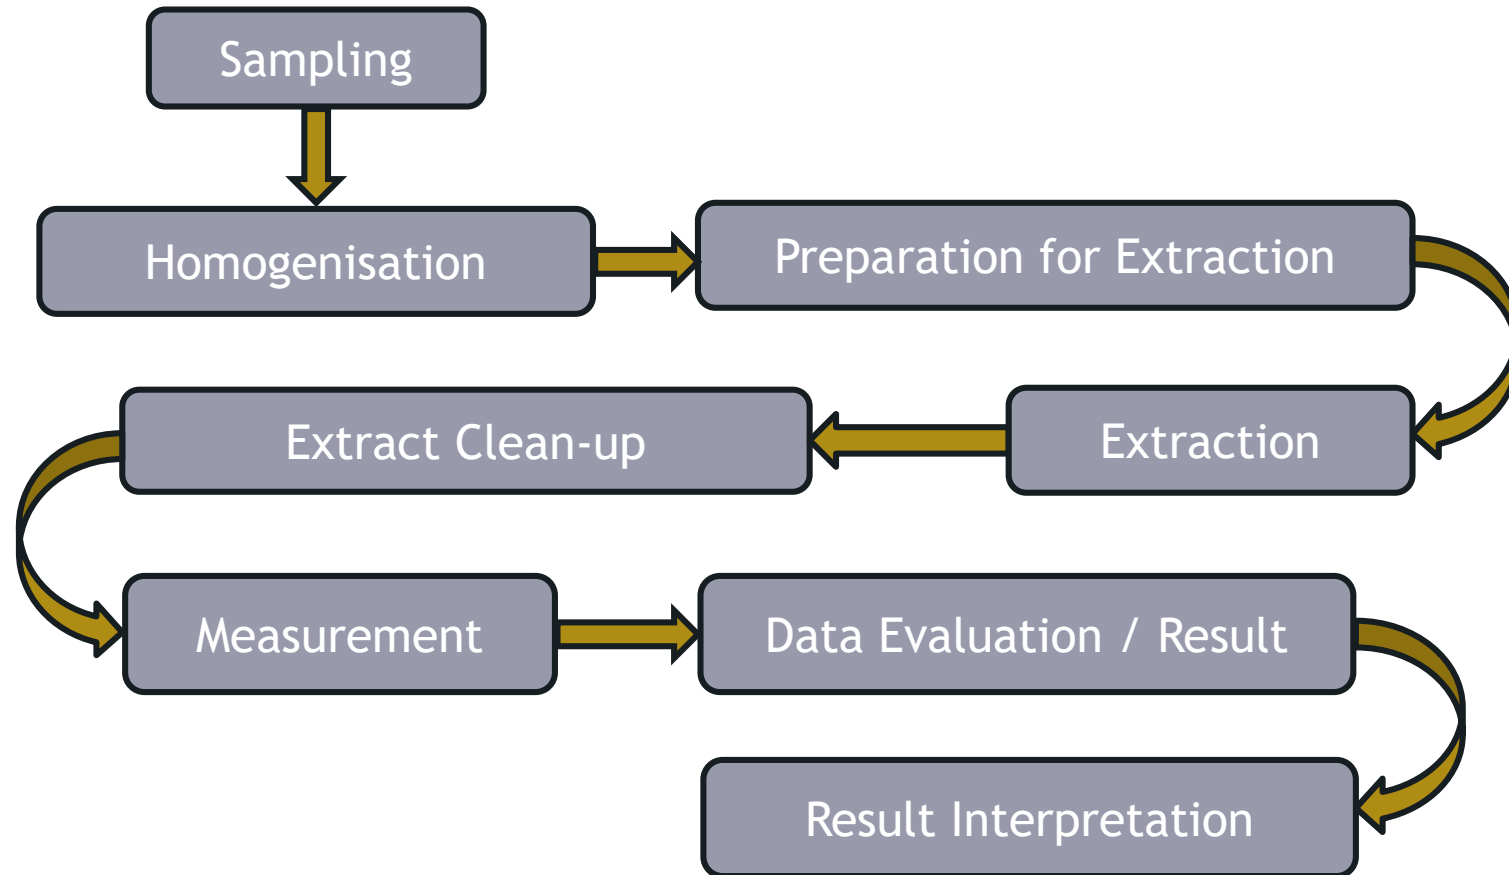 Sampling
Homogenisation
Preparation for Extraction
Extraction
Extract Clean-up
Measurement
Data Evaluation / Result
Result Interpretation